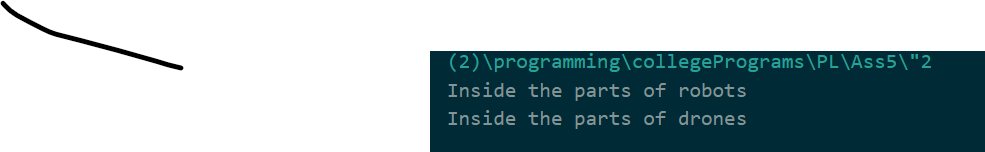 (2)\programming\collegePrograms\PL\Ass5\"2
Inside the parts of robots
Inside the parts of drones